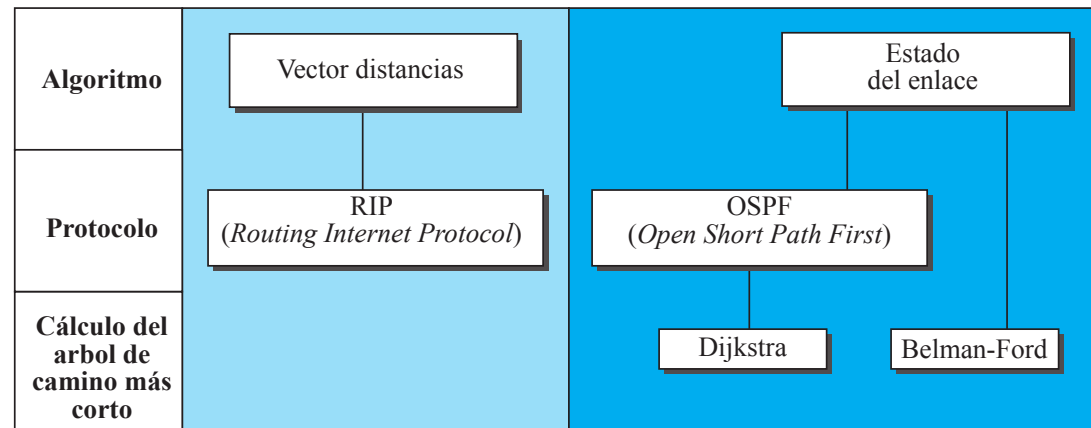 Algoritmo
Vector distancias
Estado
del enlace
Protocolo
RIP
(Routing Internet Protocol)
OSPF
(Open Short Path First)
Cálculo del
arbol de
camino más
corto
Dijkstra
Belman-Ford